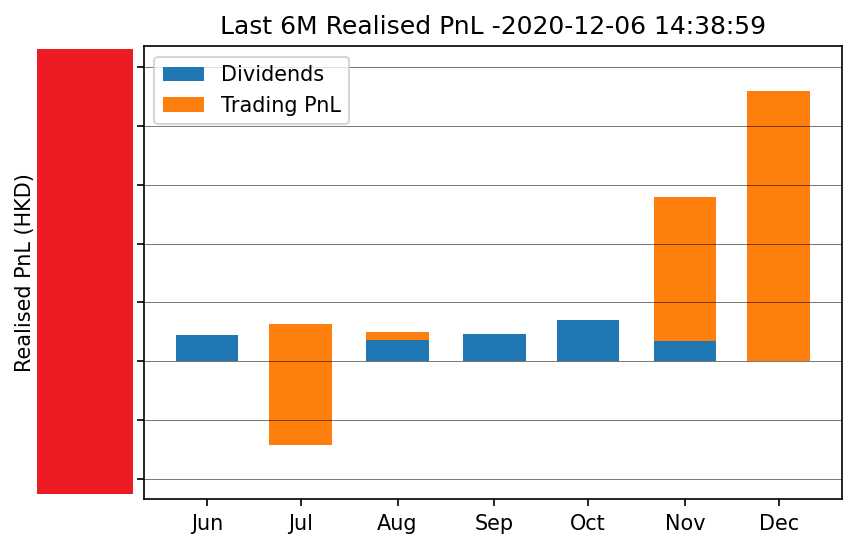 Last 6M Realised PnL -2020-12-06 14:38:59
Dividends
Trading PnL
Realised PnL (HKD)
Jun Jul Aug Sep Oct Nov Dec